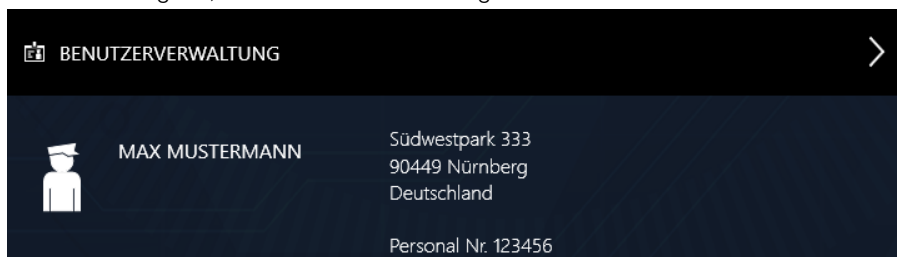 BENUTZERVERWALTUNG
MAX MUSTERMANN
Südwestpark 333
90449 Nürnberg
Deutschland
Personal Nr. 123456